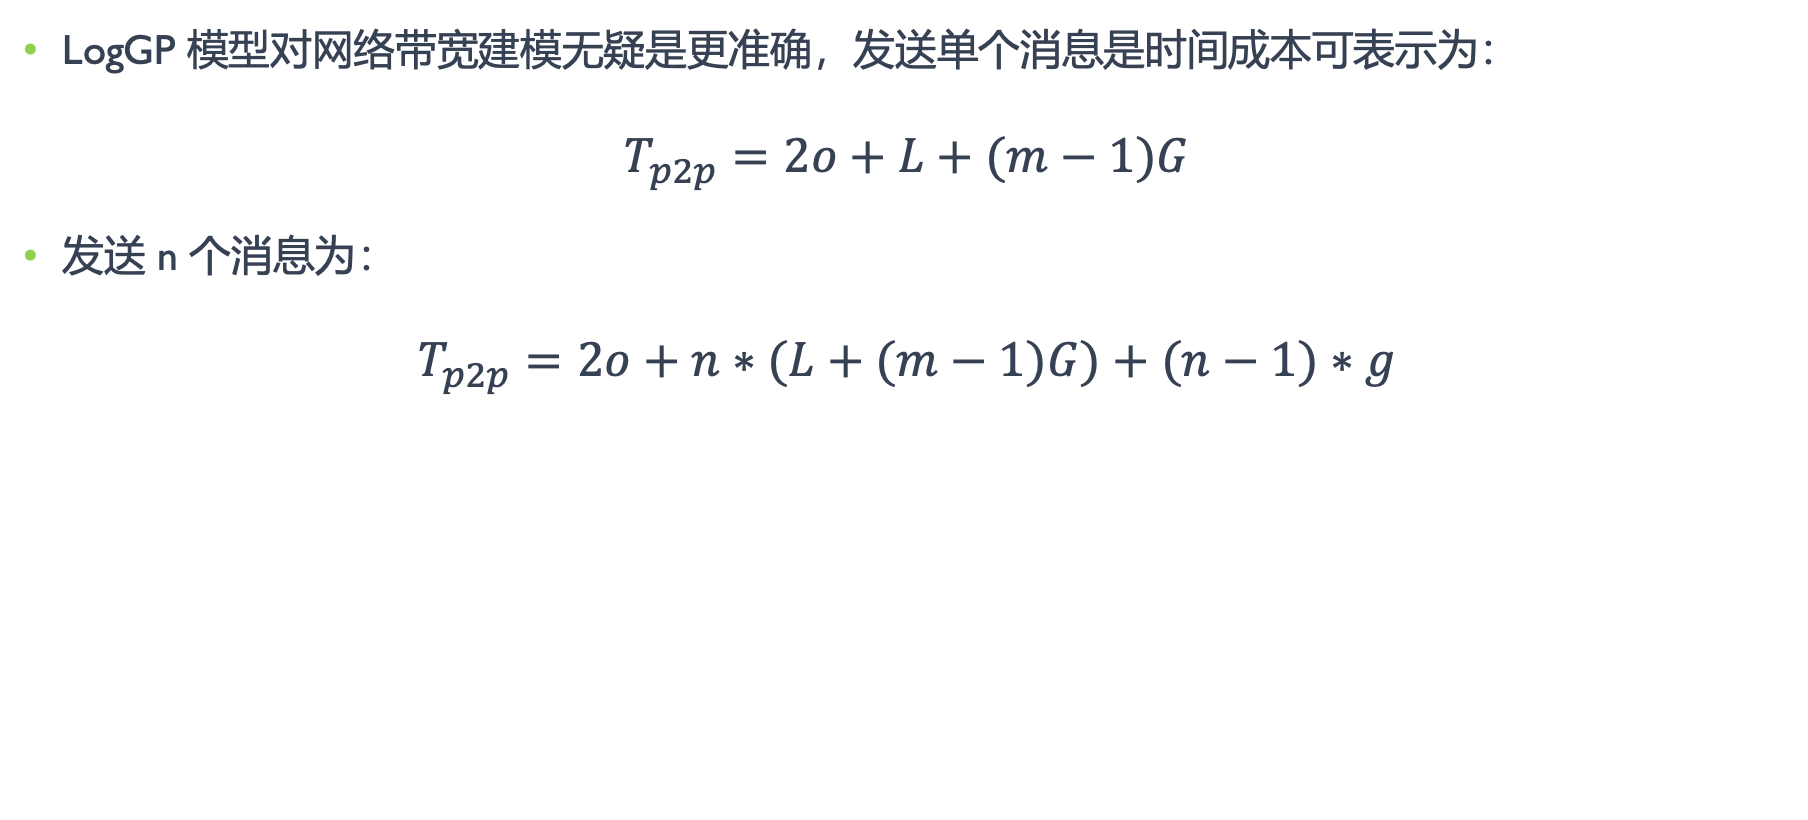 • LogGP 模型对网络带宽建模无疑是更准确，发送单个消息是时间成本可表示为：
T_{p2p} = 2o + L + (m − 1)G
• 发送 n 个消息为：
T_{p2p} = 2o + n ∗ (L + (m − 1)G) + (n − 1) ∗ g